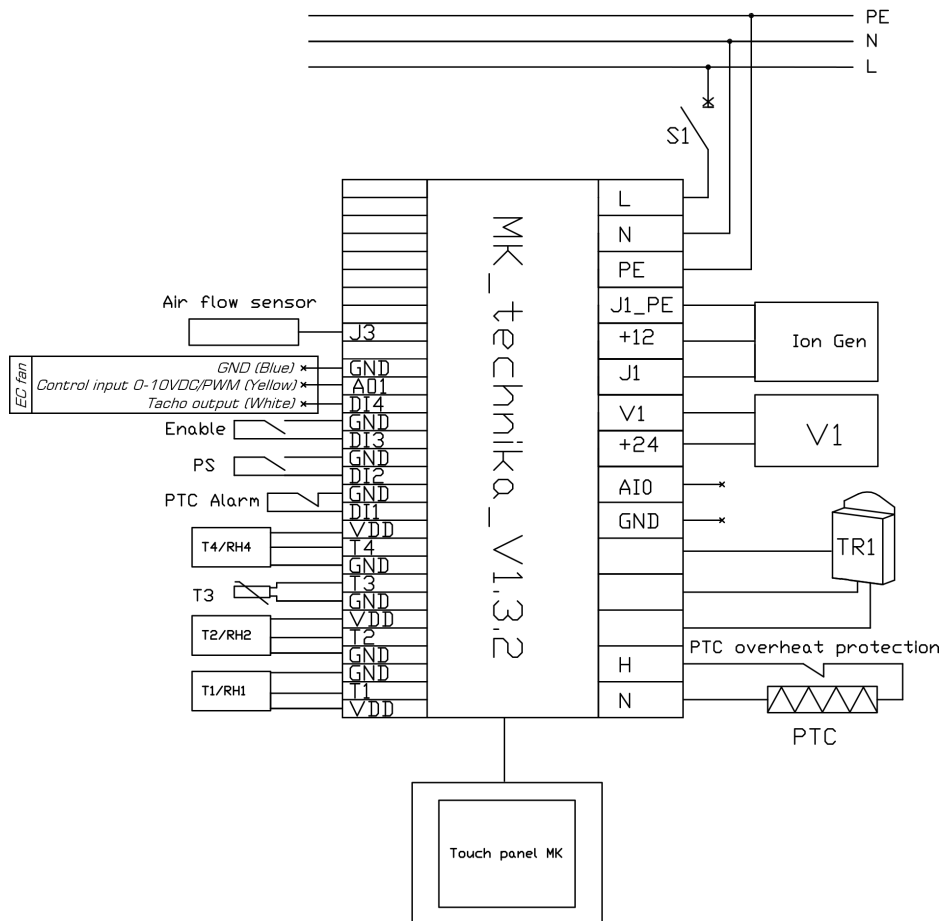 PE
N
L
S1
L
N
PE
J1_PE
+12
J1
V1
+24
AI0
GND
H
N
MK_technika_V1.3.2
Air flow sensor
J3
EC fan
GND (Blue)
GND
Control input 0-10VDC/PWM (Yellow)
A01
Tacho output (White)
DI4
Enable
GND
DI3
PS
GND
DI2
PTC Alarm
GND
DI1
T4/RH4
VDD
T4
GND
T3
T3
GND
T2/RH2
VDD
T2
GND
T1/RH1
GND
T1
VDD
Ion Gen
V1
TR1
PTC overheat protection
PTC
Touch panel MK